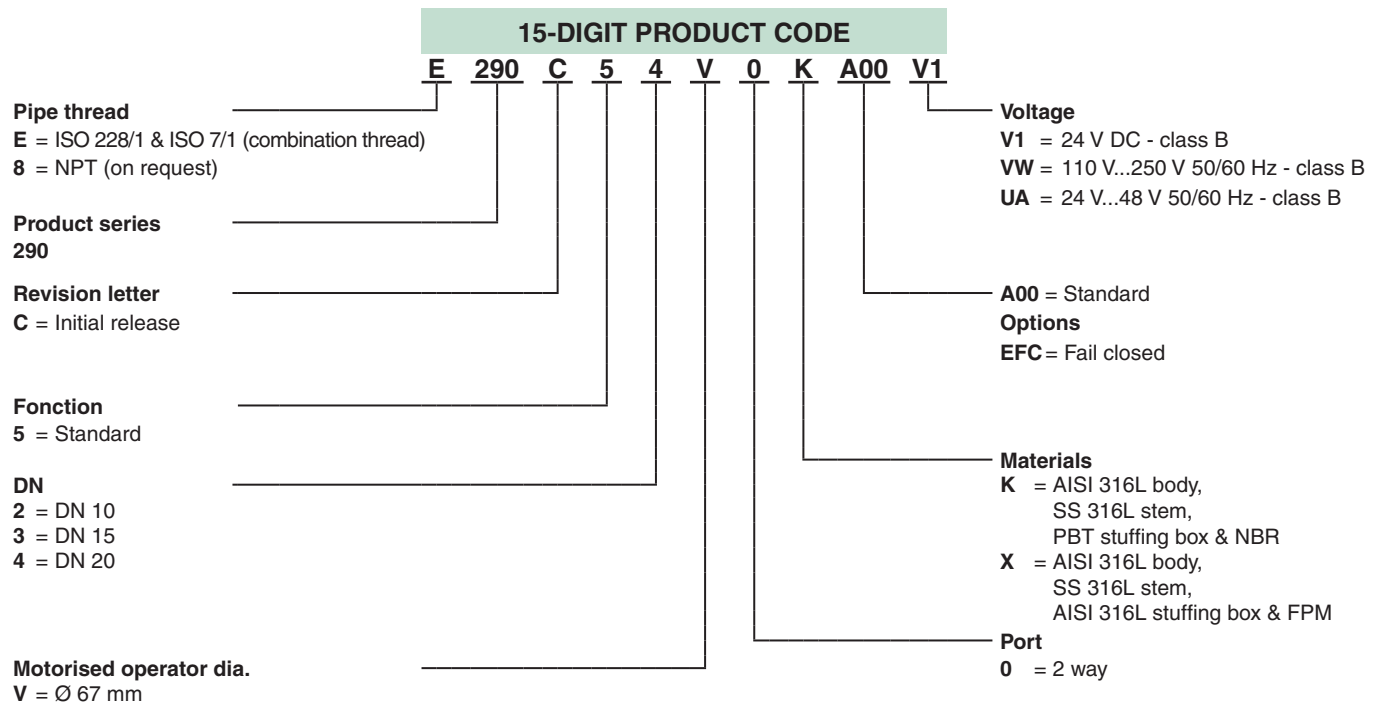 15-DIGIT PRODUCT CODE
E 290 C 5 4 V 0 K A00 V1
Pipe thread
E = ISO 228/1 & ISO 7/1 (combination thread)
8 = NPT (on request)
Product series
290
Revision letter
C = Initial release
Fonction
5 = Standard
DN
2 = DN 10
3 = DN 15
4 = DN 20
Motorised operator dia.
V = Ø 67 mm
Voltage
V1 = 24 V DC - class B
VW = 110 V...250 V 50/60 Hz - class B
UA = 24 V...48 V 50/60 Hz - class B
A00 = Standard
Options
EFC = Fail closed
Materials
K = AISI 316L body,
SS 316L stem,
PBT stuffing box & NBR
X = AISI 316L body,
SS 316L stem,
AISI 316L stuffing box & FPM
Port
0 = 2 way